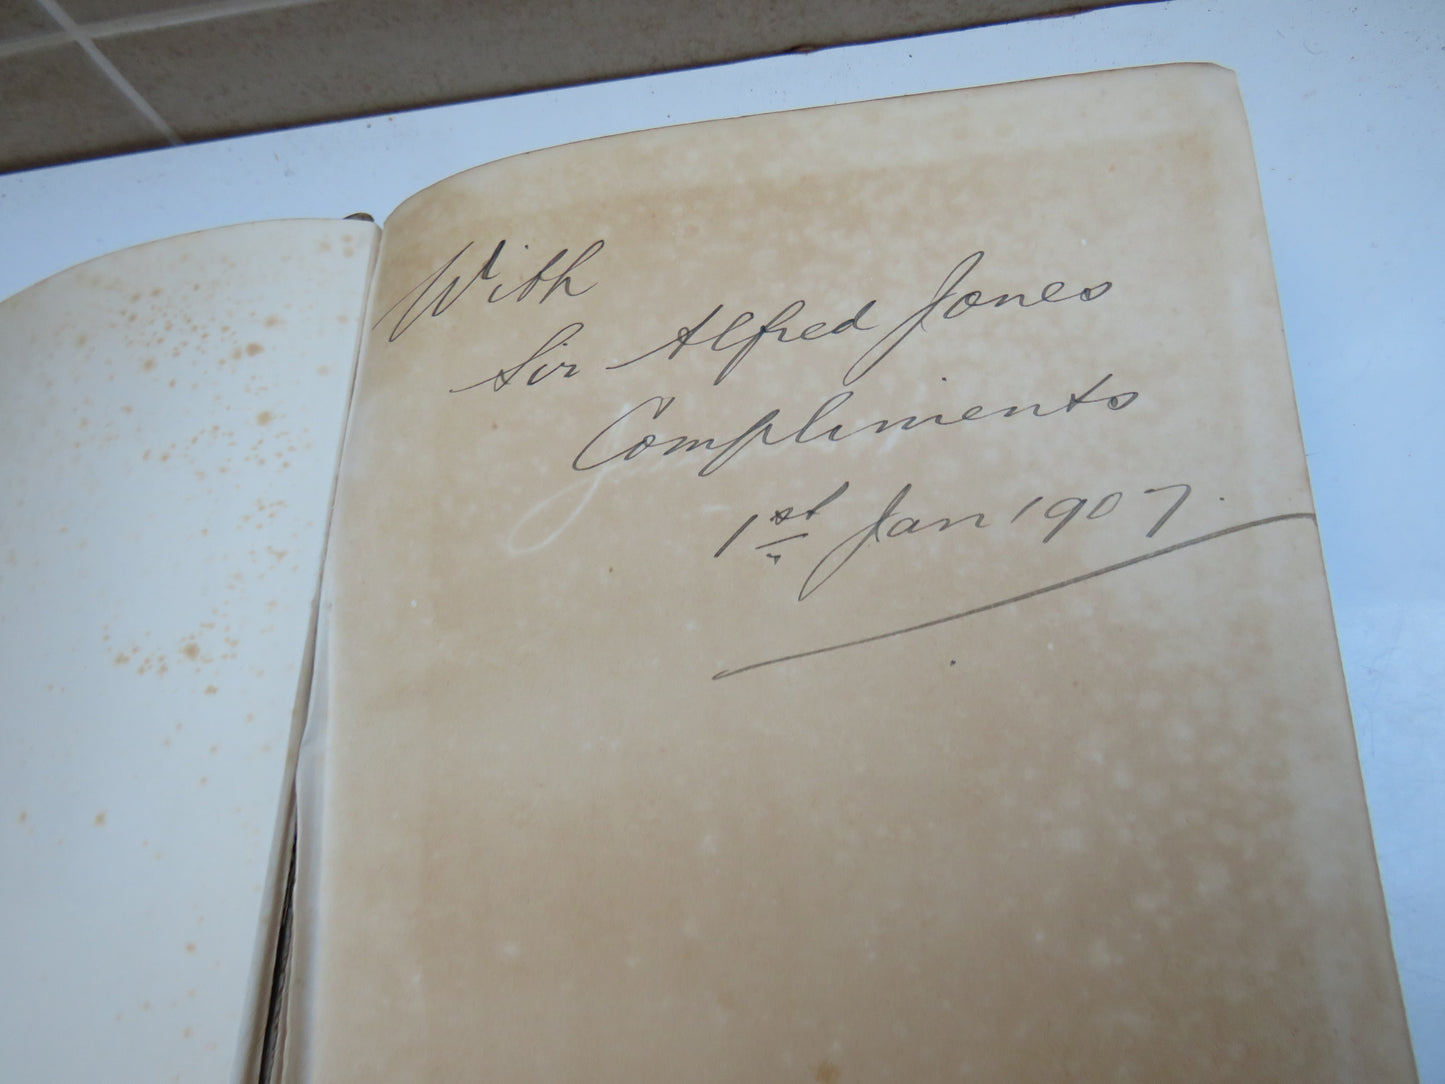 With
Sir Alfred Jones
Compliments
1st Jan 1907.